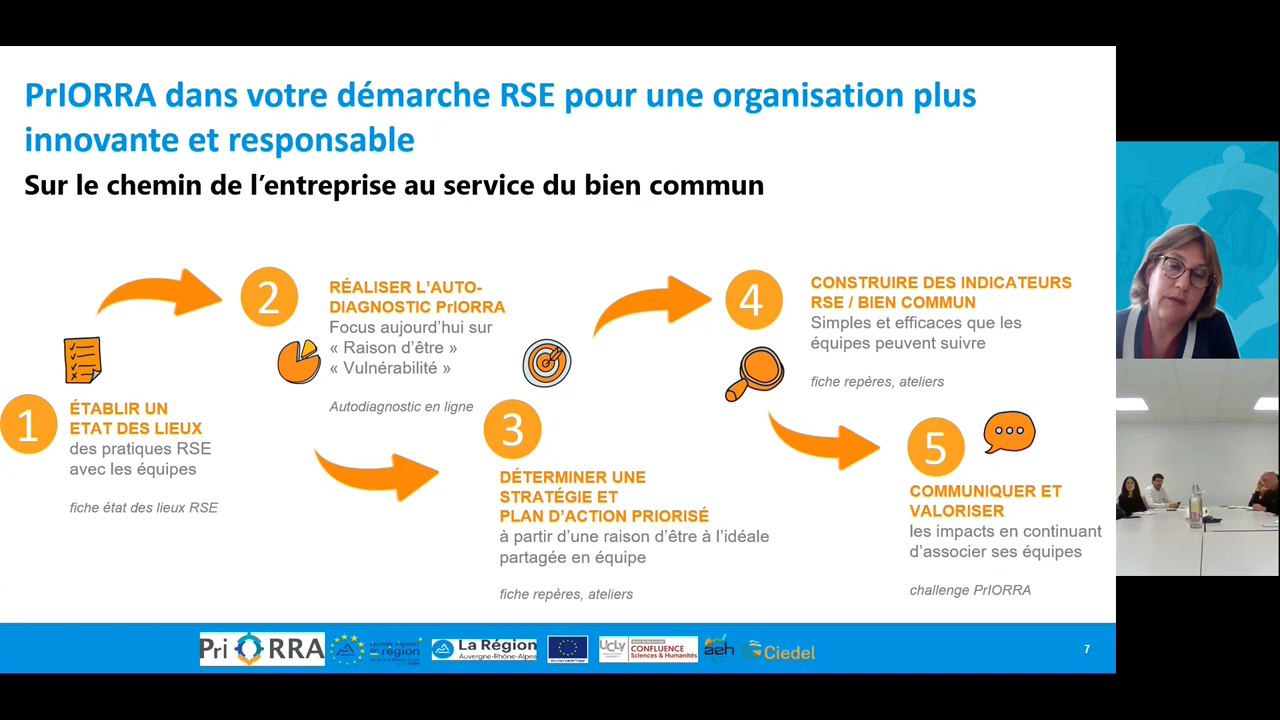 PrIORRA dans votre démarche RSE pour une organisation plus
innovante et responsable
Sur le chemin de l’entreprise au service du bien commun
1
ÉTABLIR UN
ETAT DES LIEUX
des pratiques RSE
avec les équipes
fiche état des lieux RSE
2
RÉALISER L’AUTO-
DIAGNOSTIC PrIORRA
Focus aujourd’hui sur
« Raison d’être »
« Vulnérabilité »
Autodiagnostic en ligne
3
DÉTERMINER UNE
STRATÉGIE ET
PLAN D’ACTION PRIORISÉ
à partir d’une raison d’être à l’idéale
partagée en équipe
fiche repères, ateliers
4
CONSTRUIRE DES INDICATEURS
RSE / BIEN COMMUN
Simples et efficaces que les
équipes peuvent suivre
fiche repères, ateliers
5
COMMUNIQUER ET
VALORISER
les impacts en continuant
d’associer ses équipes
challenge PrIORRA
PriORRA
La Région
Auvergne-Rhône-Alpes
UCLY
CONFLUENCE
Sciences & Humanités
aeh
Ciedel
7